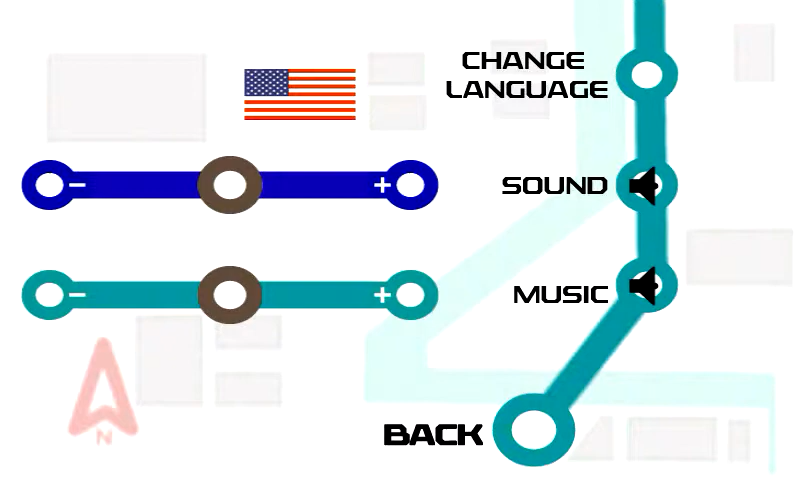 CHANGE
LANGUAGE
− +
SOUND
− +
MUSIC
BACK
N